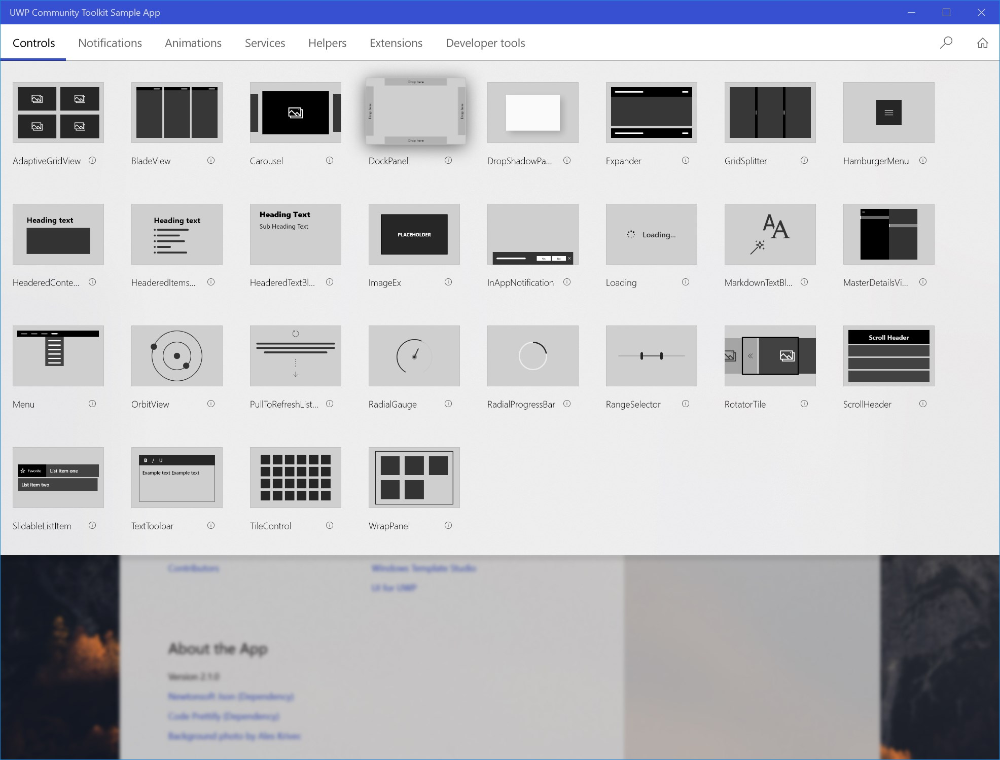 UWP Community Toolkit Sample App
Controls Notifications Animations Services Helpers Extensions Developer tools
Drop here
Drop here
Drop here
Drop here
AdaptiveGridView BladeView Carousel DockPanel DropShadowPa... Expander GridSplitter HamburgerMenu
Heading text
Heading text
Heading Text
Sub Heading Text
PLACEHOLDER
Yes No
Loading...
AA
HeaderedConte... HeaderedItems... HeaderedTextBl... ImageEx InAppNotification Loading MarkdownTextBl... MasterDetailsVi...
Scroll Header
Menu OrbitView PullToRefreshList... RadialGauge RadialProgressBar RangeSelector RotatorTile ScrollHeader
Favorite List item one
List item two
B / U
Example text Example text
SlidableListItem TextToolbar TileControl WrapPanel
Contributors Windows Template Studio
UI for UWP
About the App
Version 2.1.0
Newtonsoft Json (Dependency)
Code Prettify (Dependency)
Background photo by Ales Krivec